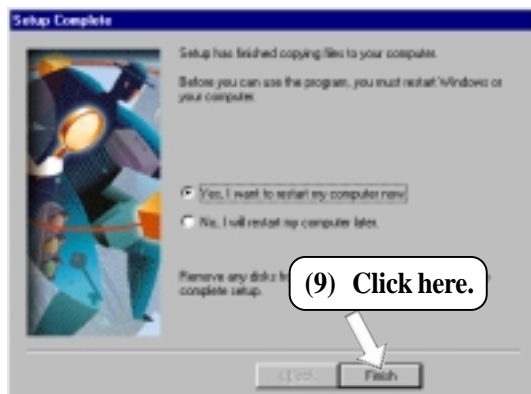 Setup Complete
Setup has finished copying files to your computer.
Before you can use the program, you must restart Windows or
your computer.
Yes, I want to restart my computer now.
No, I will restart my computer later.
Remove any disks
complete setup.
(9) Click here.
< Back
Finish